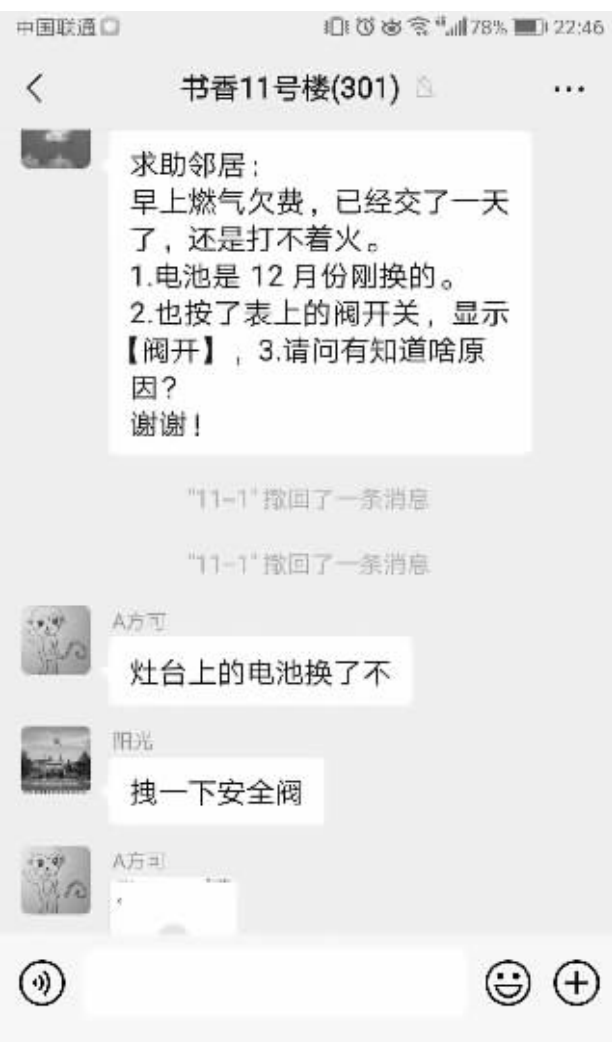 中国联通
78% 22:46
书香11号楼(301)
求助邻居：
早上燃气欠费，已经交了一天
了，还是打不着火。
1.电池是 12 月份刚换的。
2.也按了表上的阀开关，显示
【阀开】，3.请问有知道啥原
因？
谢谢！
"11-1"撤回了一条消息
"11-1"撤回了一条消息
A方可
灶台上的电池换了不
阳光
拽一下安全阀
A方可